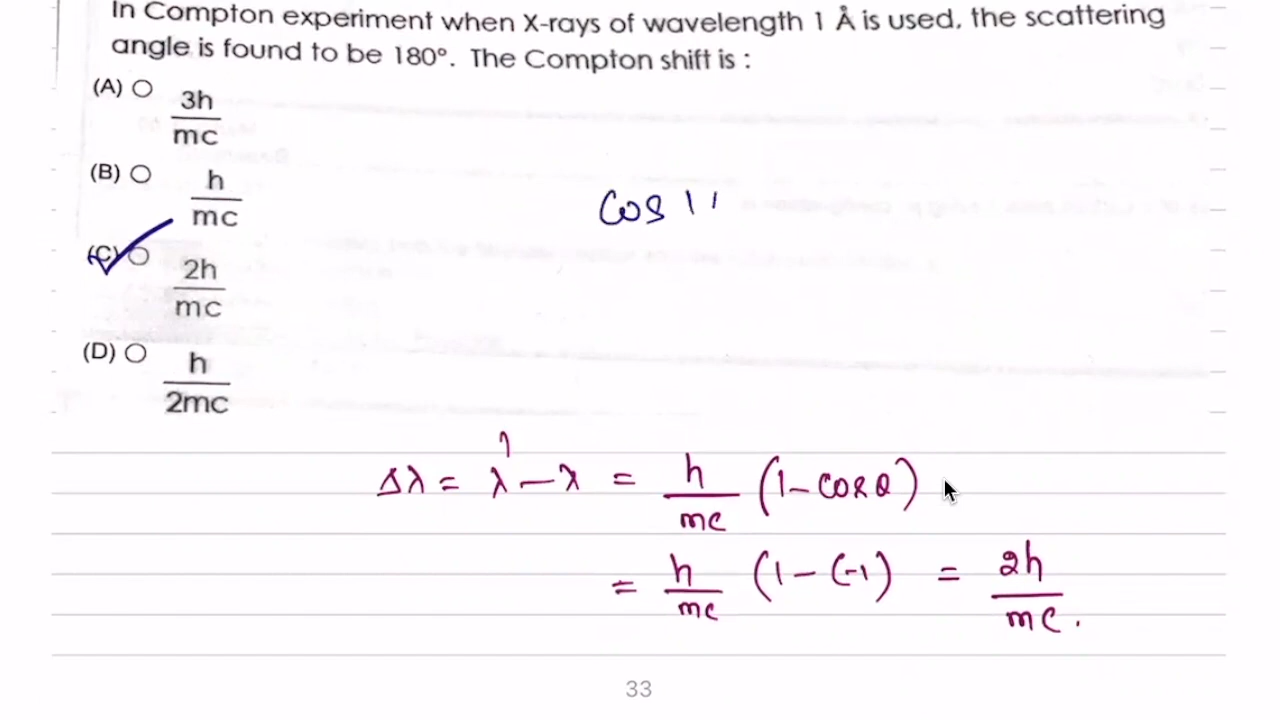 In Compton experiment when X-rays of wavelength 1 Å is used, the scattering
angle is found to be 180°. The Compton shift is :
(A) 3h/mc
(B) h/mc
(C) 2h/mc
(D) h/2mc
Cos 11
Δλ = λ' – λ = h/mc (1 – cosθ)
= h/mc (1 – (-1) = 2h/mc.
33